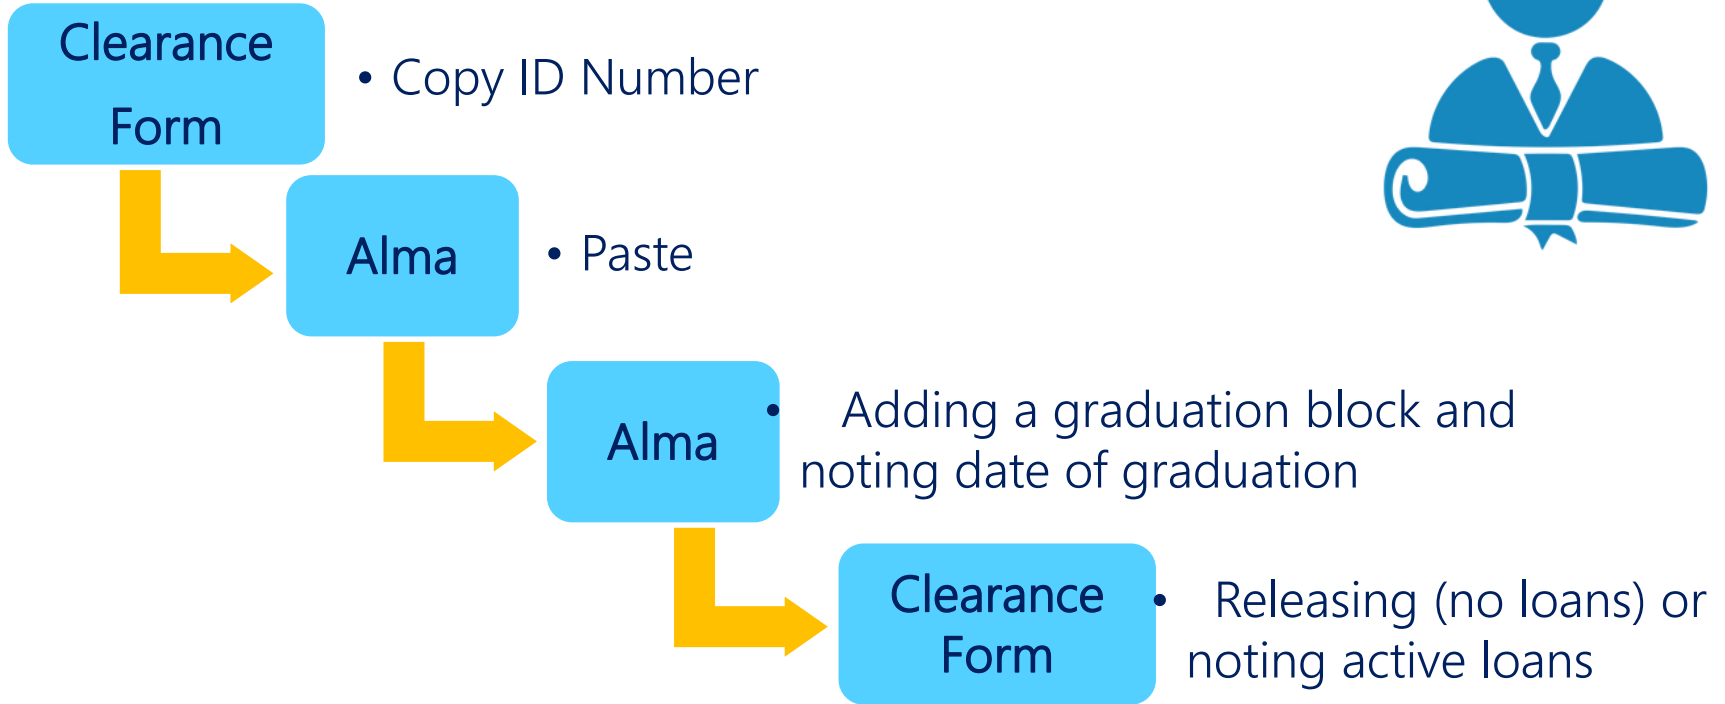 Clearance
Form
• Copy ID Number
Alma
• Paste
Alma
• Adding a graduation block and
noting date of graduation
Clearance
Form
• Releasing (no loans) or
noting active loans